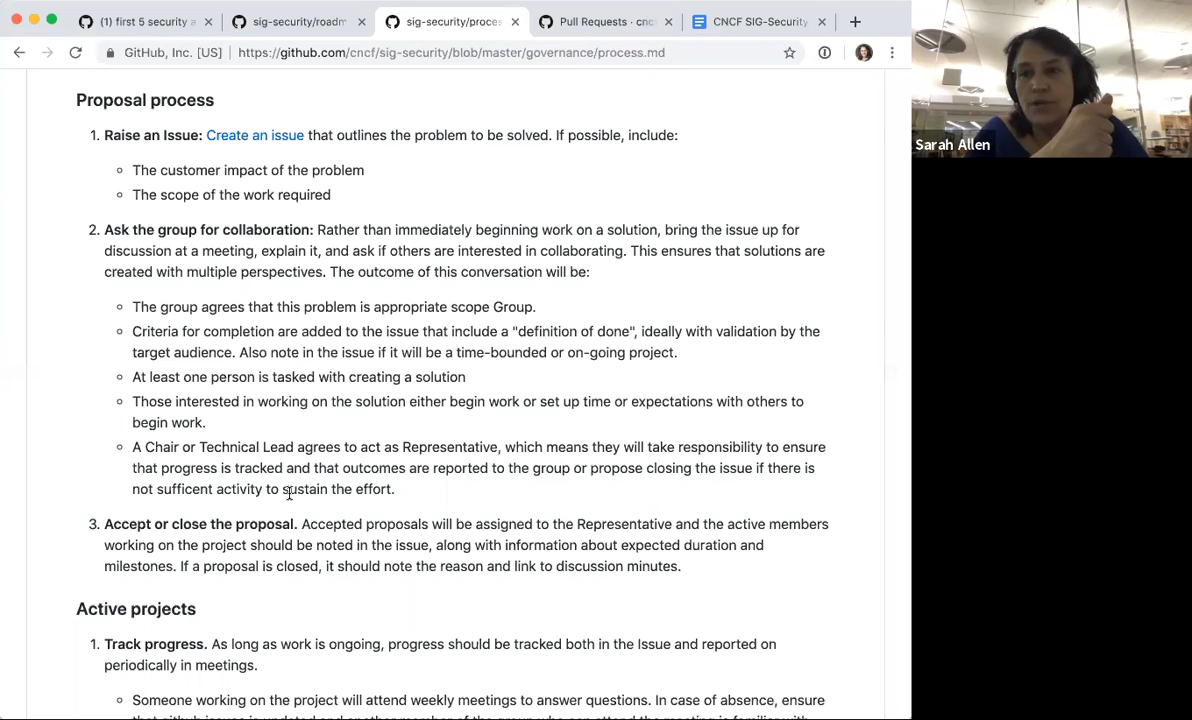 (1) first 5 security a
sig-security/roadm
sig-security/proces
Pull Requests · cnc
CNCF SIG-Security
GitHub, Inc. [US]
https://github.com/cncf/sig-security/blob/master/governance/process.md
Sarah Allen
Proposal process
1. Raise an Issue: Create an issue that outlines the problem to be solved. If possible, include:
The customer impact of the problem
The scope of the work required
2. Ask the group for collaboration: Rather than immediately beginning work on a solution, bring the issue up for
discussion at a meeting, explain it, and ask if others are interested in collaborating. This ensures that solutions are
created with multiple perspectives. The outcome of this conversation will be:
The group agrees that this problem is appropriate scope Group.
Criteria for completion are added to the issue that include a "definition of done", ideally with validation by the
target audience. Also note in the issue if it will be a time-bounded or on-going project.
At least one person is tasked with creating a solution
Those interested in working on the solution either begin work or set up time or expectations with others to
begin work.
A Chair or Technical Lead agrees to act as Representative, which means they will take responsibility to ensure
that progress is tracked and that outcomes are reported to the group or propose closing the issue if there is
not sufficent activity to sustain the effort.
3. Accept or close the proposal. Accepted proposals will be assigned to the Representative and the active members
working on the project should be noted in the issue, along with information about expected duration and
milestones. If a proposal is closed, it should note the reason and link to discussion minutes.
Active projects
1. Track progress. As long as work is ongoing, progress should be tracked both in the Issue and reported on
periodically in meetings.
Someone working on the project will attend weekly meetings to answer questions. In case of absence, ensure